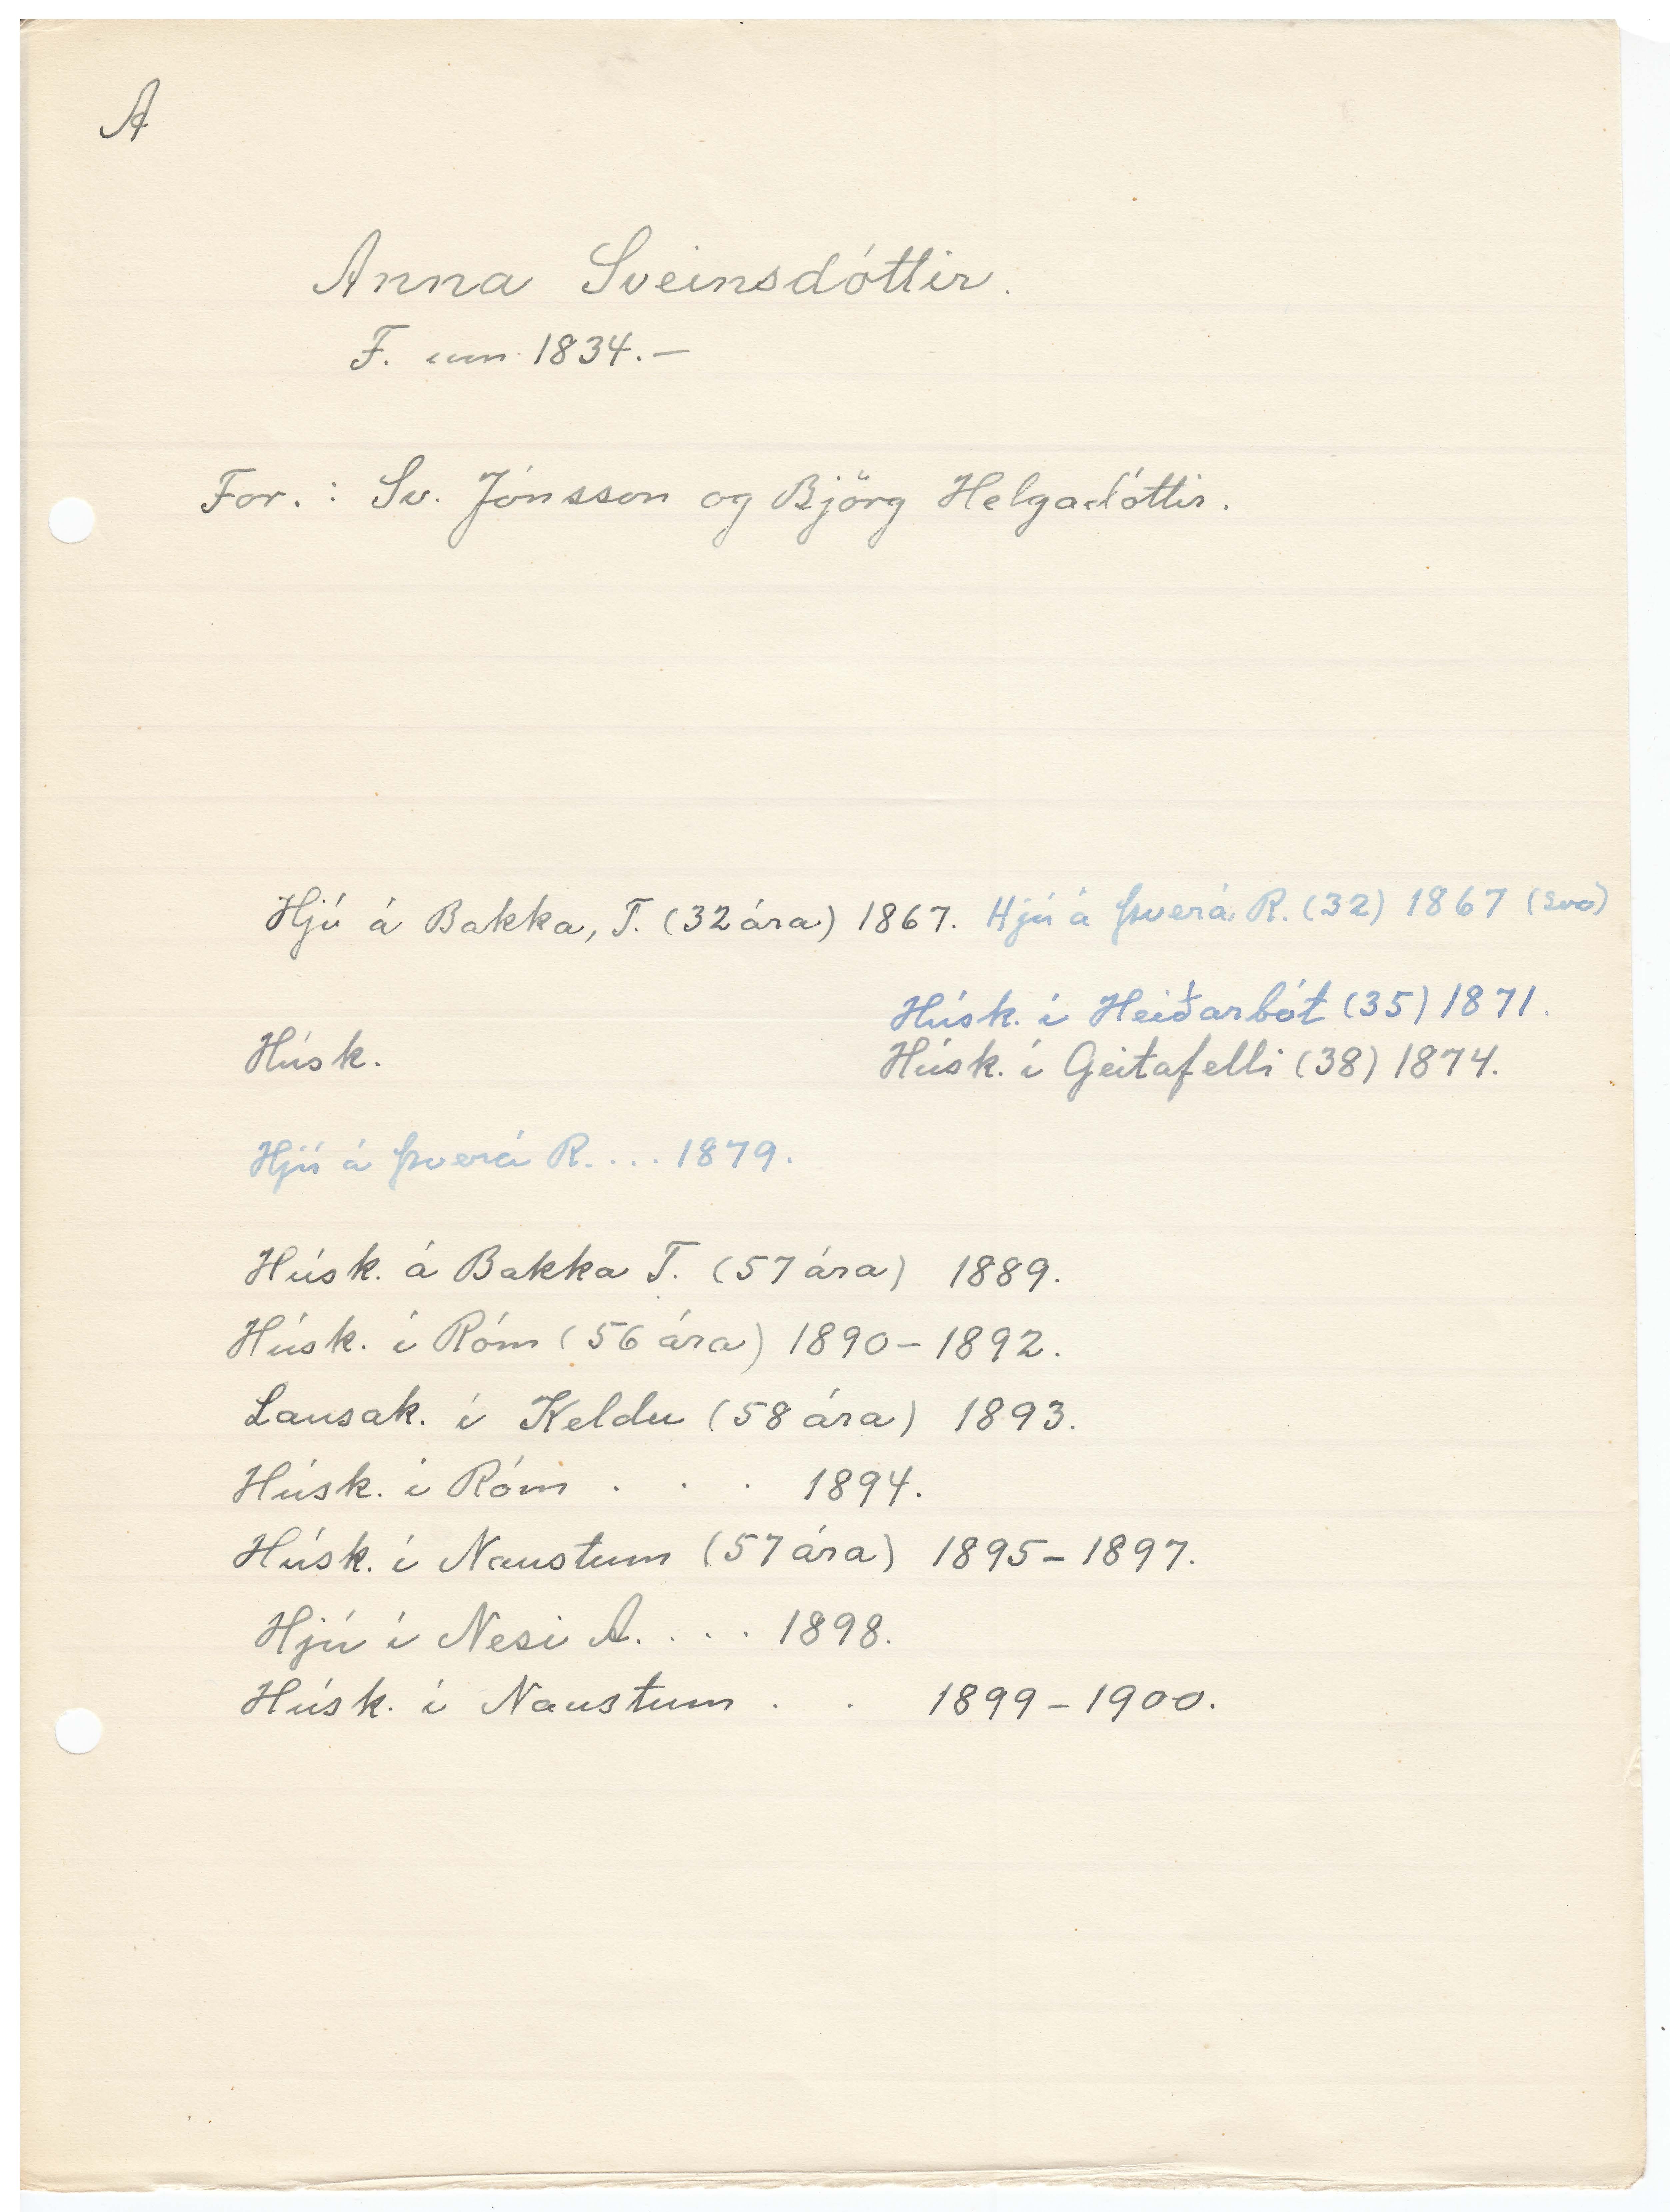 A
Anna Sveinsdóttir.
F. um 1834.—
For.: Sv. Jónsson og Björg Helgadóttir.
Hjú á Bakka, T. (32 ára) 1867. Hjú á Þverá, R. (32) 1867 (svo)
Húsk. í Heiðarbót (35) 1871.
Húsk. Húsk. í Geitafelli (38) 1874.
Hjú á Þverá R. . . . 1879.
Húsk. á Bakka T. (57 ára) 1889.
Húsk. í Róm (56 ára) 1890-1892.
Lausak. í Keldu (58 ára) 1893.
Húsk. í Róm . . . 1894.
Húsk. í Naustum (57 ára) 1895-1897.
Hjú í Nesi A. . . . 1898.
Húsk. í Naustum . . 1899-1900.